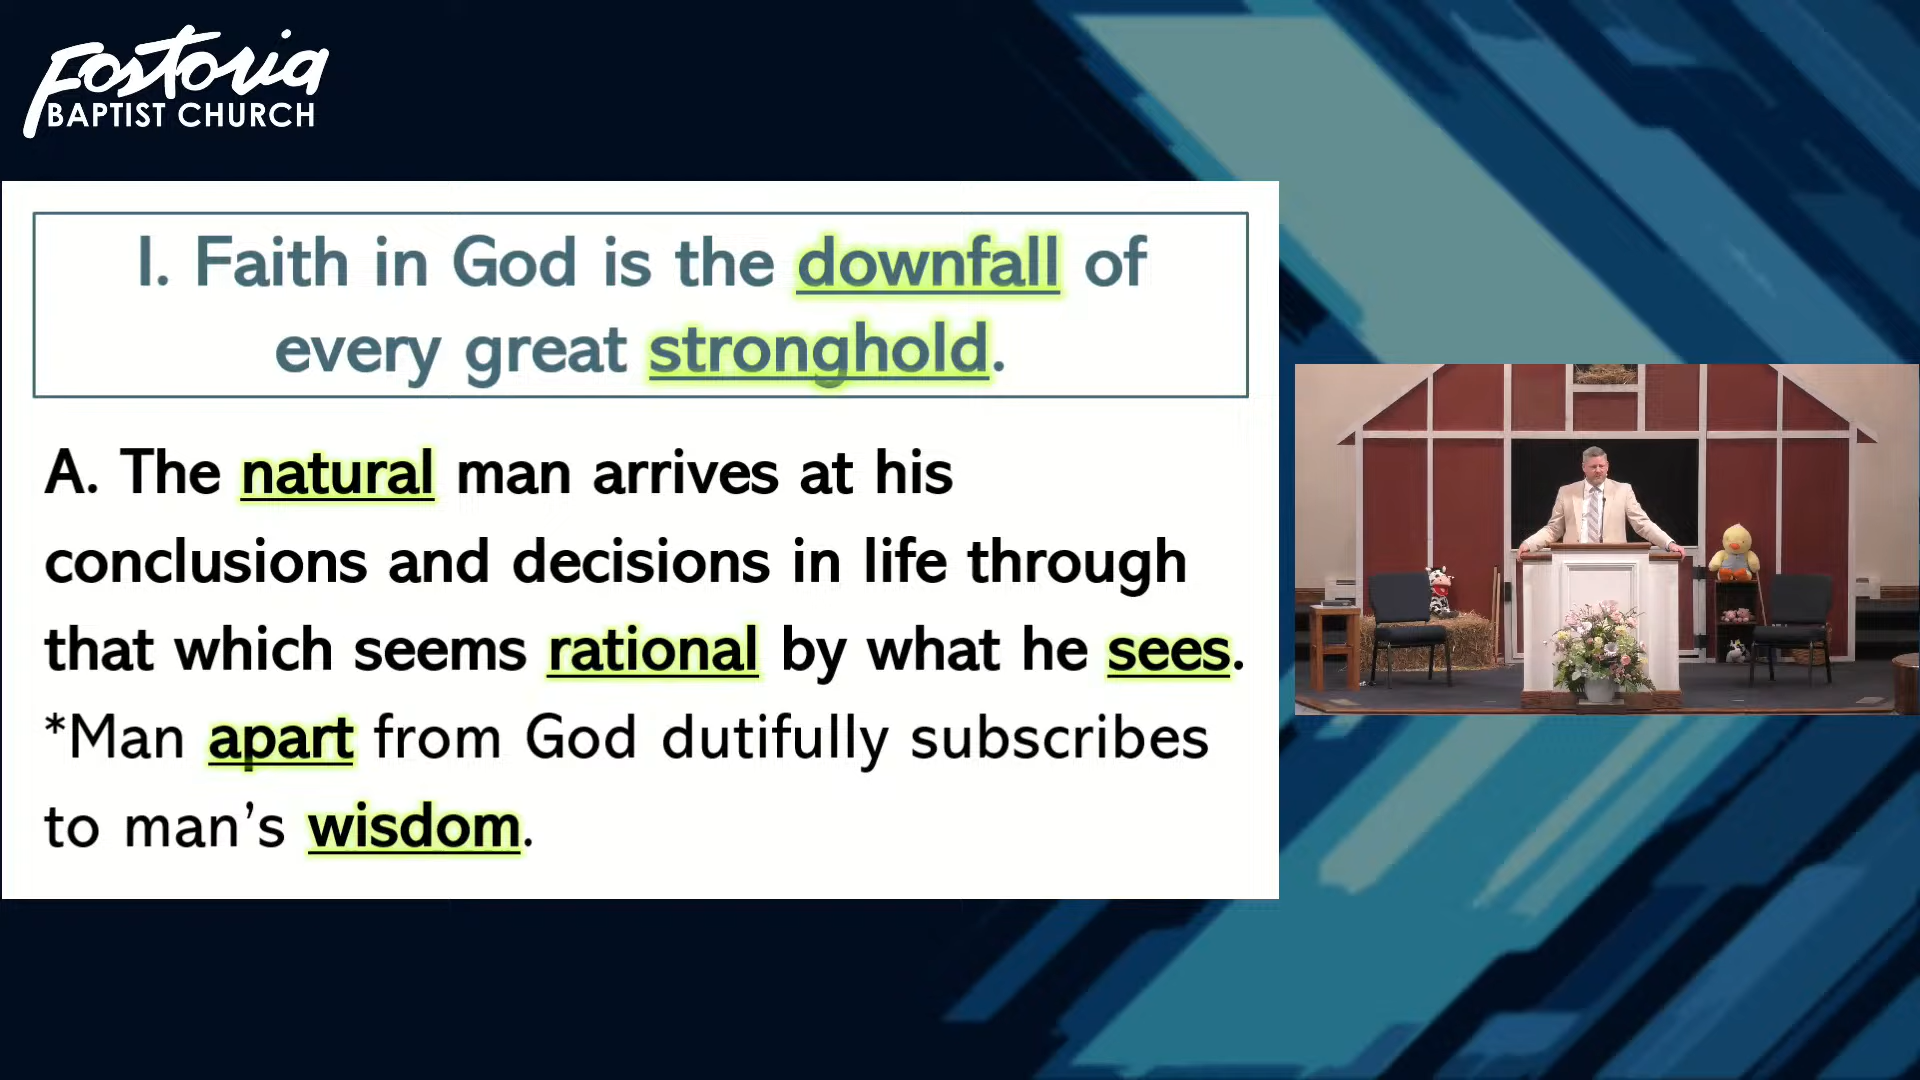 Fostoria
BAPTIST CHURCH
I. Faith in God is the downfall of
every great stronghold.
A. The natural man arrives at his
conclusions and decisions in life through
that which seems rational by what he sees.
*Man apart from God dutifully subscribes
to man’s wisdom.